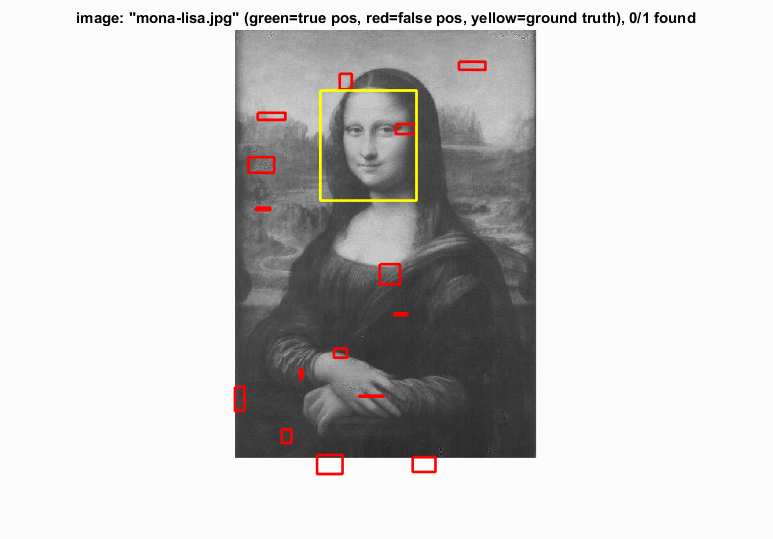 image: "mona-lisa.jpg" (green=true pos, red=false pos, yellow=ground truth), 0/1 found